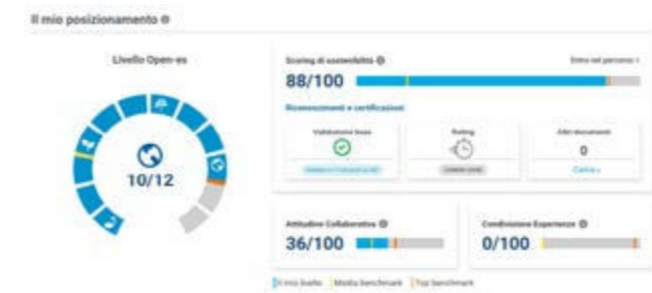 Il mio posizionamento
Livello Open-es
10/12
Scoring di sostenibilità
Entra nel percorso >
88/100
Riconoscimenti e certificazioni
Validazione base
Rating
Altri documenti
0
Carica >
Attitudine Collaborativa
36/100
Condivisione Esperienze
0/100
Il mio livello
Media benchmark
Top benchmark